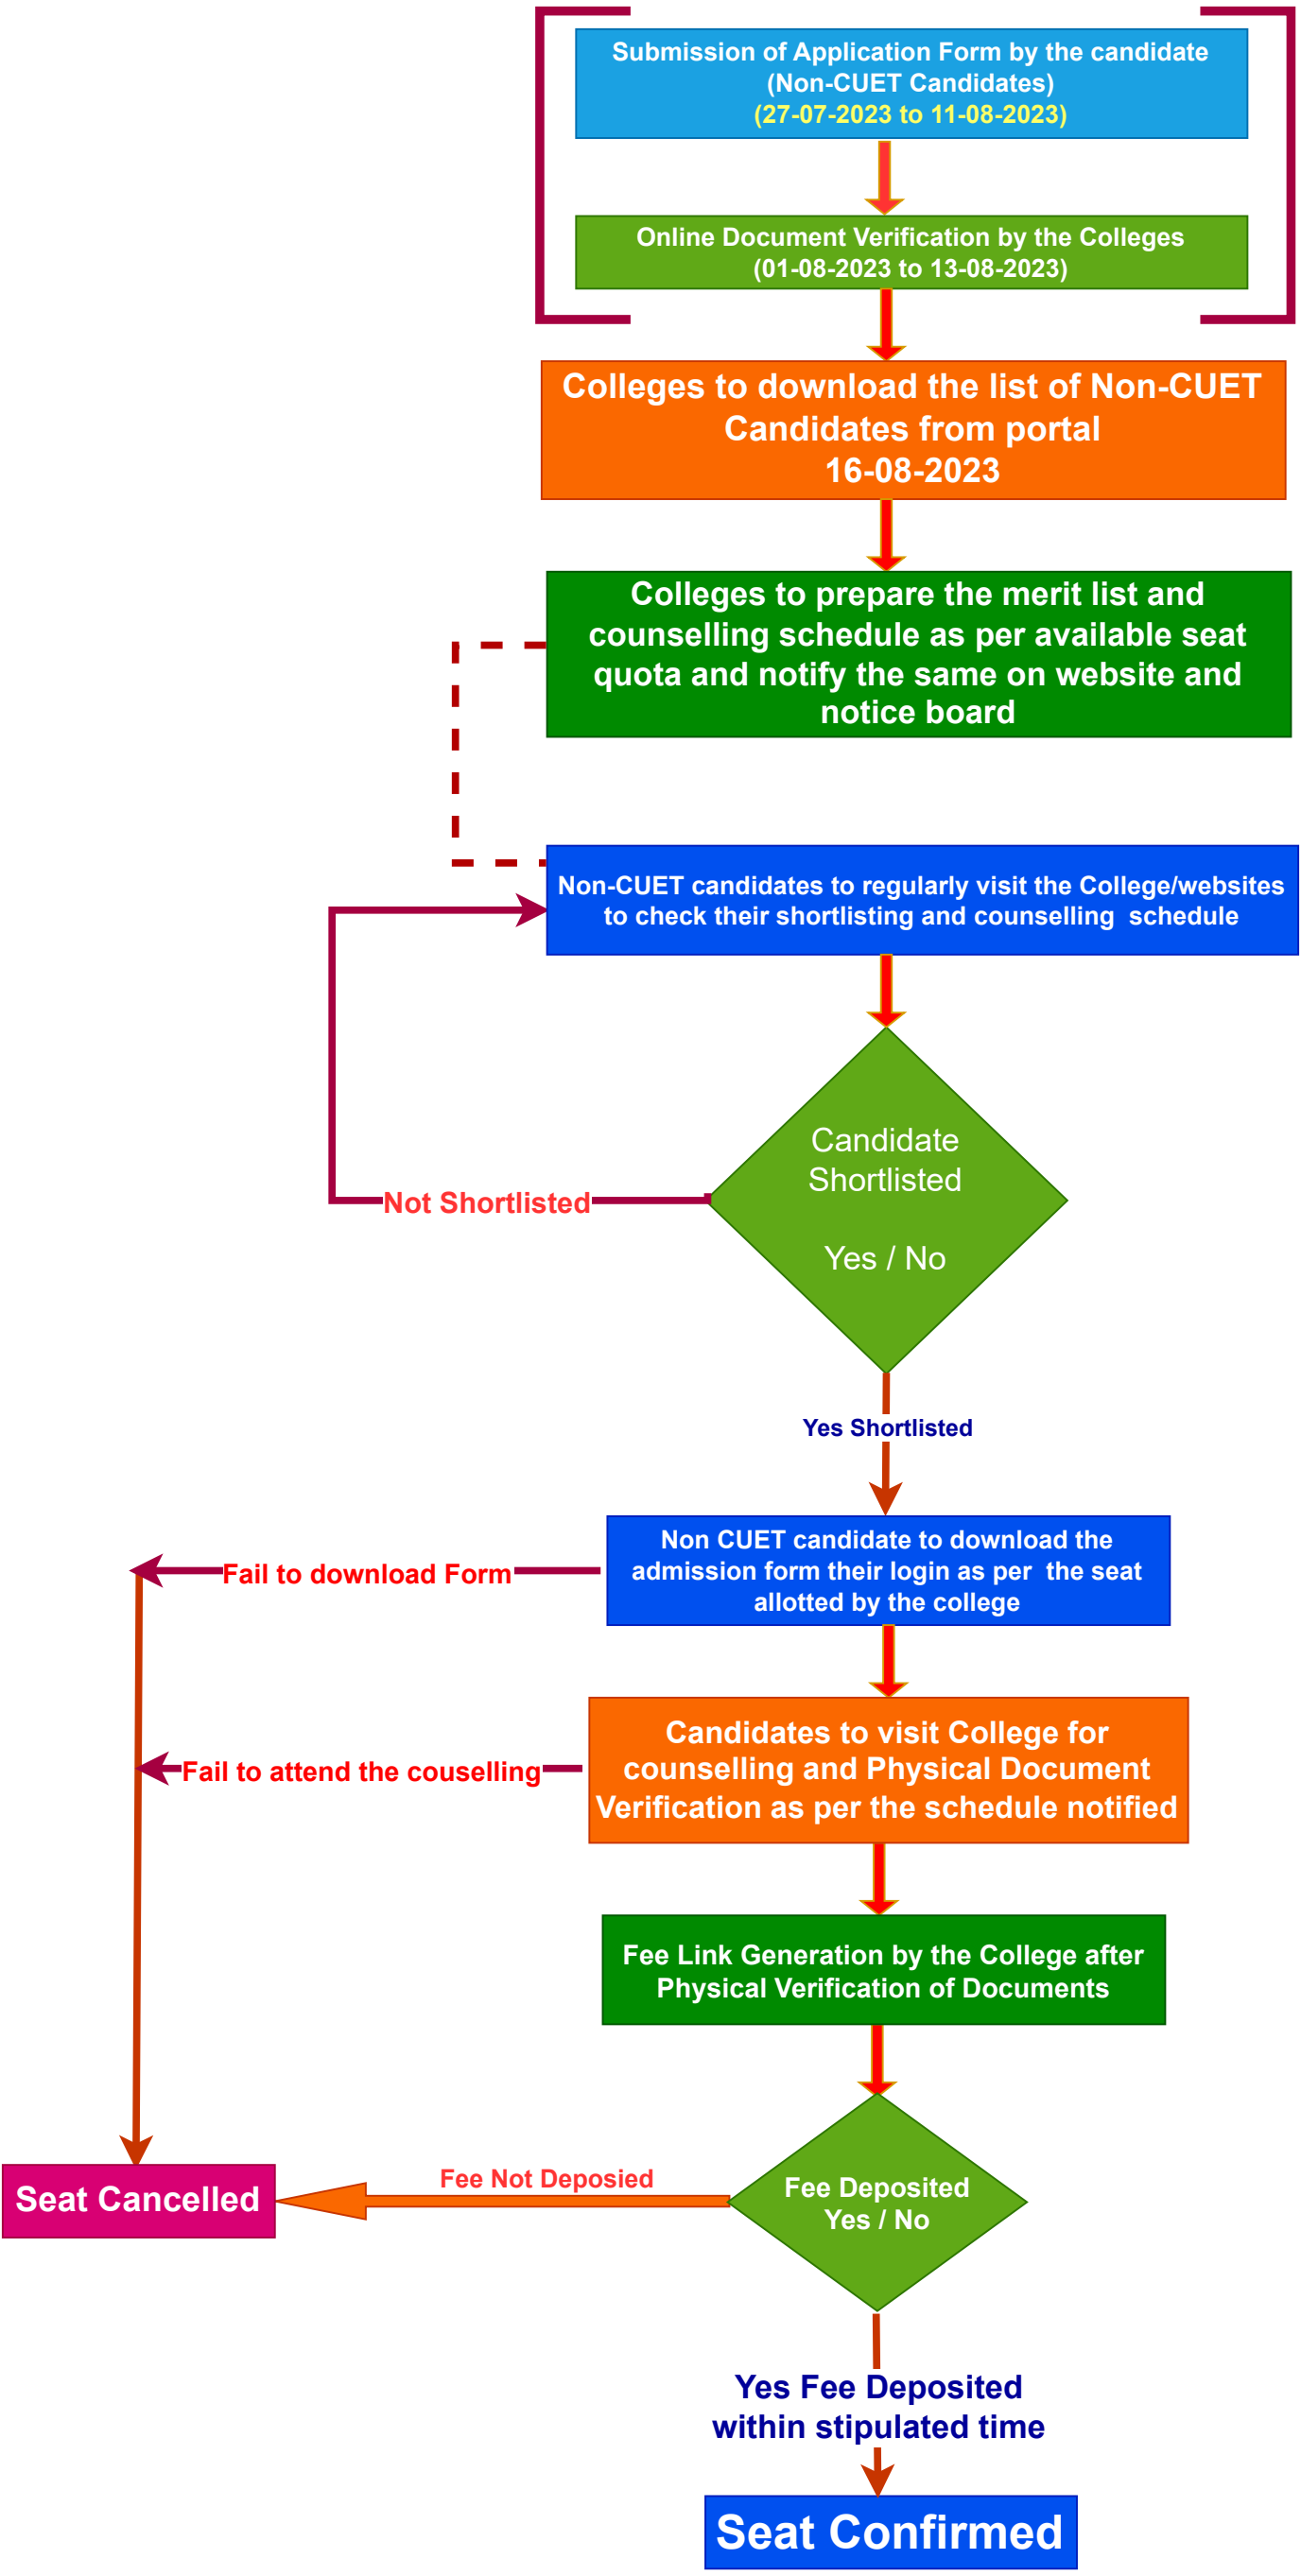 Submission of Application Form by the candidate
(Non-CUET Candidates)
(27-07-2023 to 11-08-2023)
Online Document Verification by the Colleges
(01-08-2023 to 13-08-2023)
Colleges to download the list of Non-CUET
Candidates from portal
16-08-2023
Colleges to prepare the merit list and
counselling schedule as per available seat
quota and notify the same on website and
notice board
Non-CUET candidates to regularly visit the College/websites
to check their shortlisting and counselling schedule
Candidate
Shortlisted
Yes / No
Not Shortlisted
Yes Shortlisted
Non CUET candidate to download the
admission form their login as per the seat
allotted by the college
Fail to download Form
Candidates to visit College for
counselling and Physical Document
Verification as per the schedule notified
Fail to attend the couselling
Fee Link Generation by the College after
Physical Verification of Documents
Fee Deposited
Yes / No
Fee Not Deposied
Seat Cancelled
Yes Fee Deposited
within stipulated time
Seat Confirmed